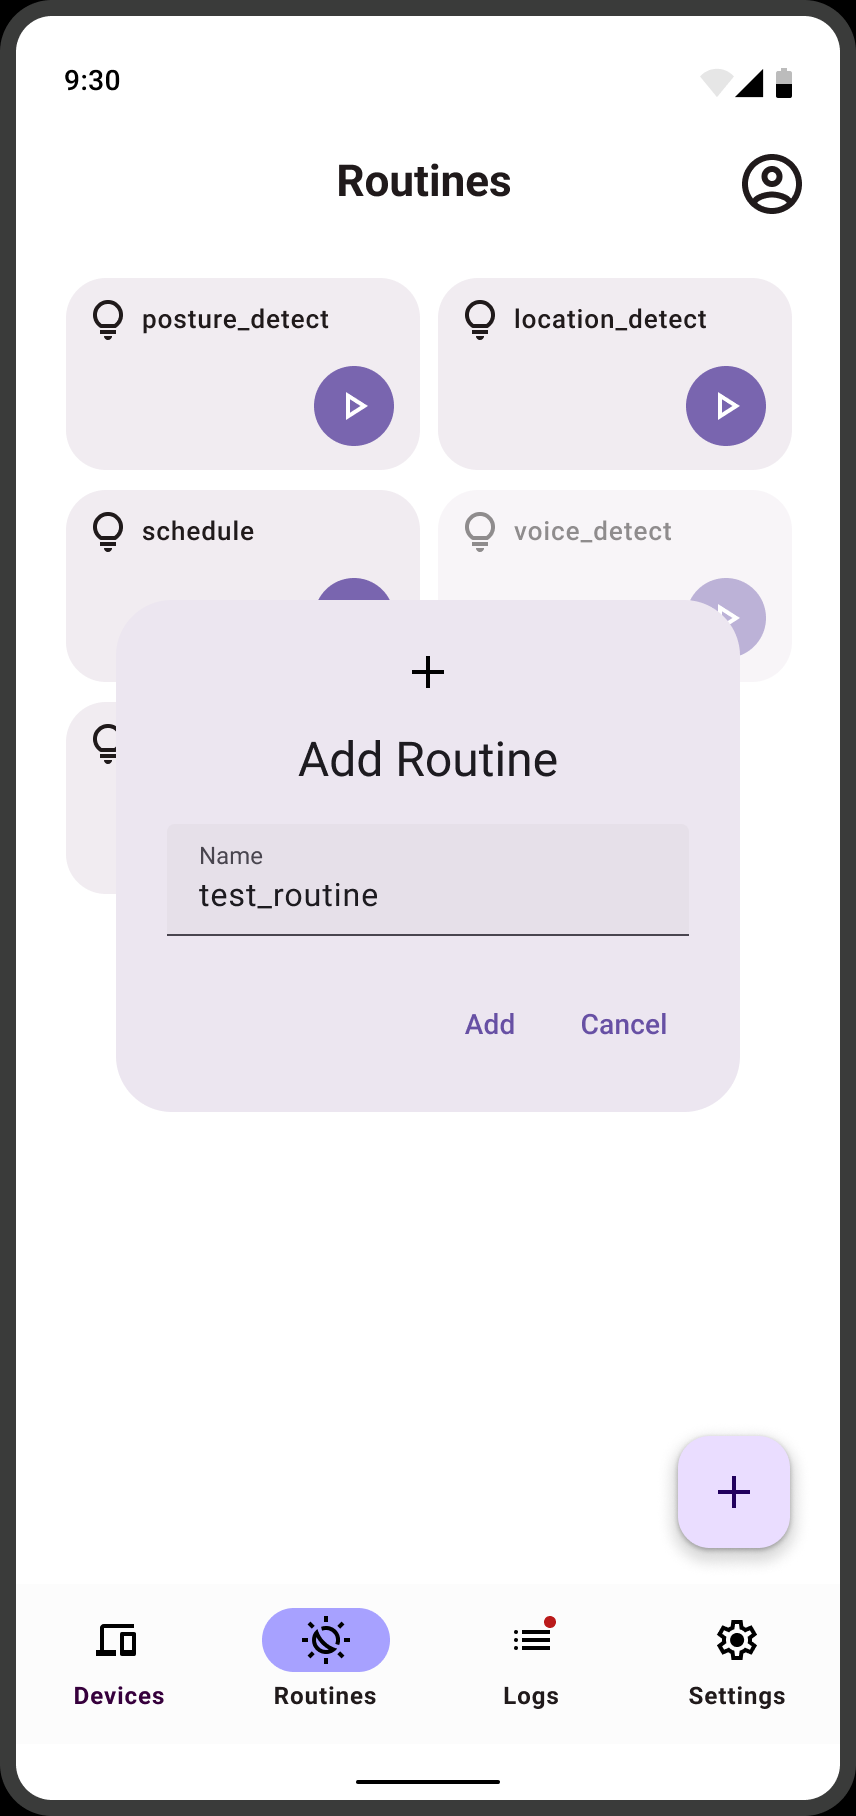 9:30
Routines
posture_detect
location_detect
schedule
voice_detect
Add Routine
Name
test_routine
Add
Cancel
Devices
Routines
Logs
Settings